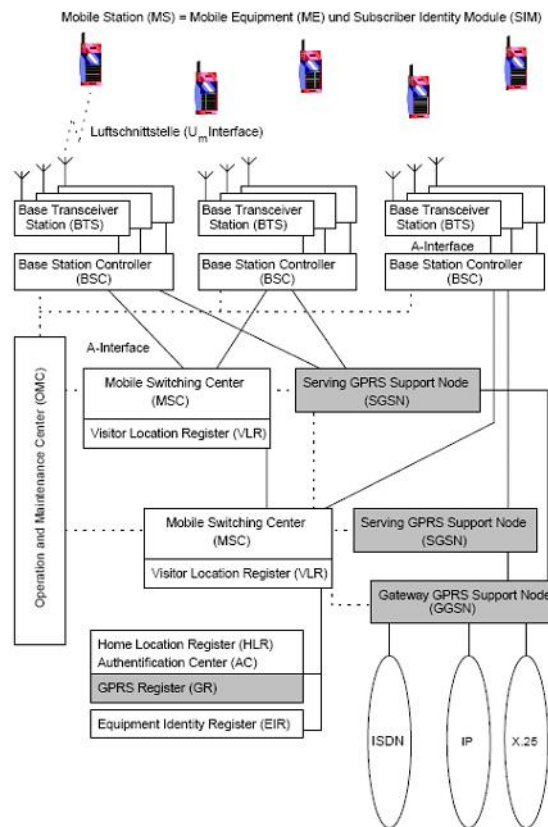 Mobile Station (MS) = Mobile Equipment (ME) und Subscriber Identity Module (SIM)
Luftschnittstelle (UmInterface)
Base Transceiver
Station (BTS)
Base Transceiver
Station (BTS)
Base Transceiver
Station (BTS)
A-Interface
Base Station Controller
(BSC)
Base Station Controller
(BSC)
Base Station Controller
(BSC)
A-Interface
Operation and Maintenance Center (OMC)
Mobile Switching Center
(MSC)
Visitor Location Register (VLR)
Serving GPRS Support Node
(SGSN)
Mobile Switching Center
(MSC)
Visitor Location Register (VLR)
Serving GPRS Support Node
(SGSN)
Gateway GPRS Support Node
(GGSN)
Home Location Register (HLR)
Authentification Center (AC)
GPRS Register (GR)
Equipment Identity Register (EIR)
ISDN
IP
X.25